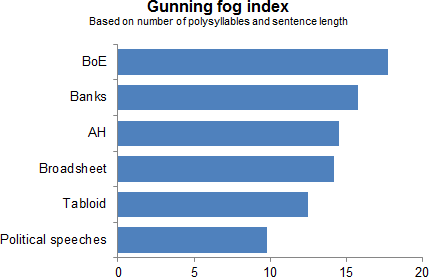 Gunning fog index
Based on number of polysyllables and sentence length
BoE
Banks
AH
Broadsheet
Tabloid
Political speeches
0 5 10 15 20